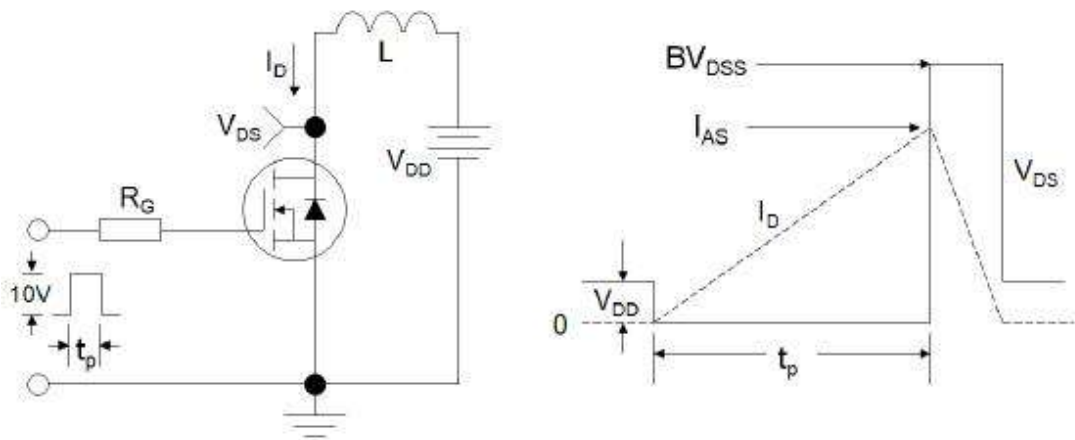 L
I_D
V_DS
V_DD
R_G
10V
t_p
BV_DSS
I_AS
V_DS
I_D
V_DD
0
t_p